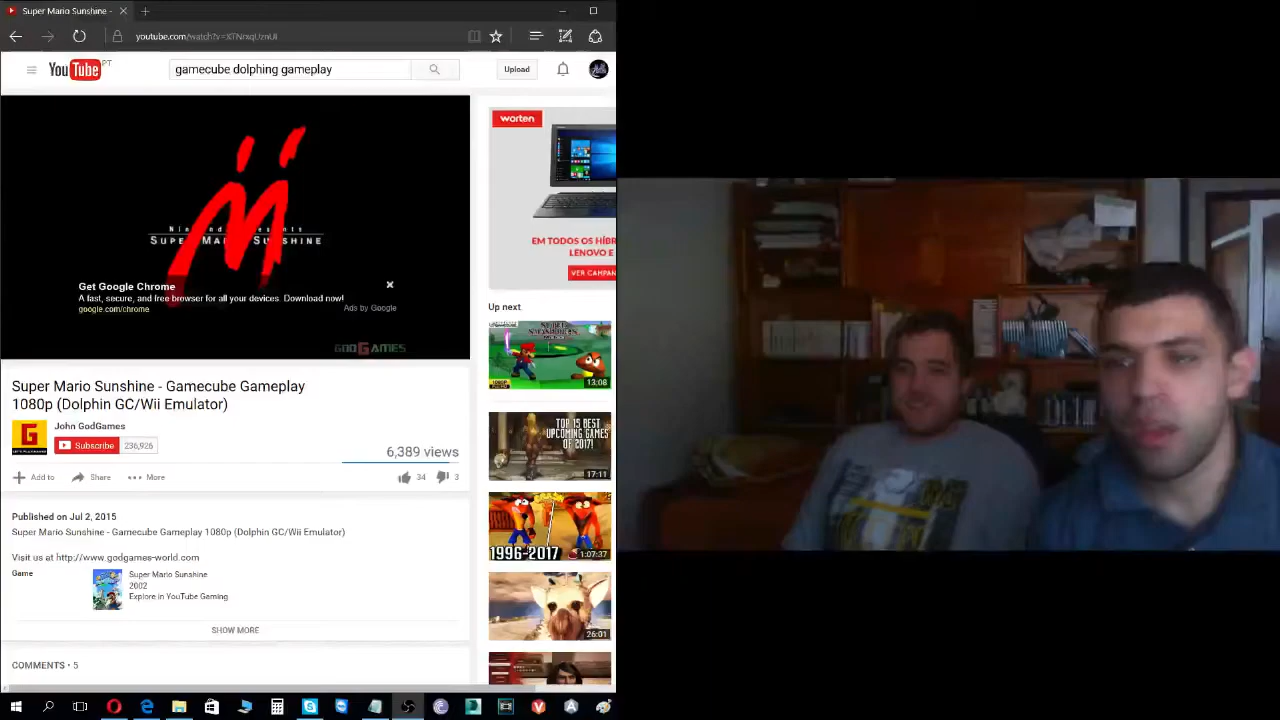 Super Mario Sunshine -
youtube.com/watch?v=
YouTube PT
gamecube dolphing gameplay
Upload
Nintendo Presents
SUPER MARIO SUNSHINE
Get Google Chrome
A fast, secure, and free browser for all your devices. Download now!
google.com/chrome
Ads by Google
GODGAMES
Super Mario Sunshine - Gamecube Gameplay
1080p (Dolphin GC/Wii Emulator)
John GodGames
Subscribe 236,926
6,389 views
Add to Share More 34 3
Published on Jul 2, 2015
Super Mario Sunshine - Gamecube Gameplay 1080p (Dolphin GC/Wii Emulator)
Visit us at http://www.godgames-world.com
Game
Super Mario Sunshine
2002
Explore in YouTube Gaming
SHOW MORE
COMMENTS • 5
worten
EM TODOS OS HÍBR
LENOVO E
VER CAMPAN
Up next
13:08
TOP 15 BEST
UPCOMING GAMES
OF 2017!
17:11
1996-2017
1:07:37
26:01